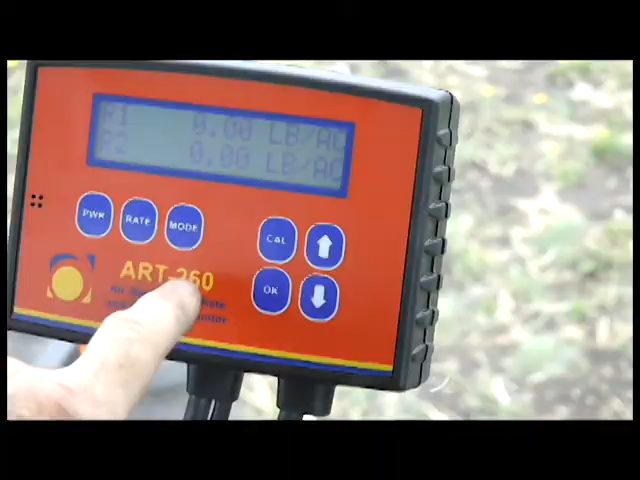 R1 0.00 LB/AC
R2 0.00 LB/AC
PWR RATE MODE
CAL
OK
ART-260